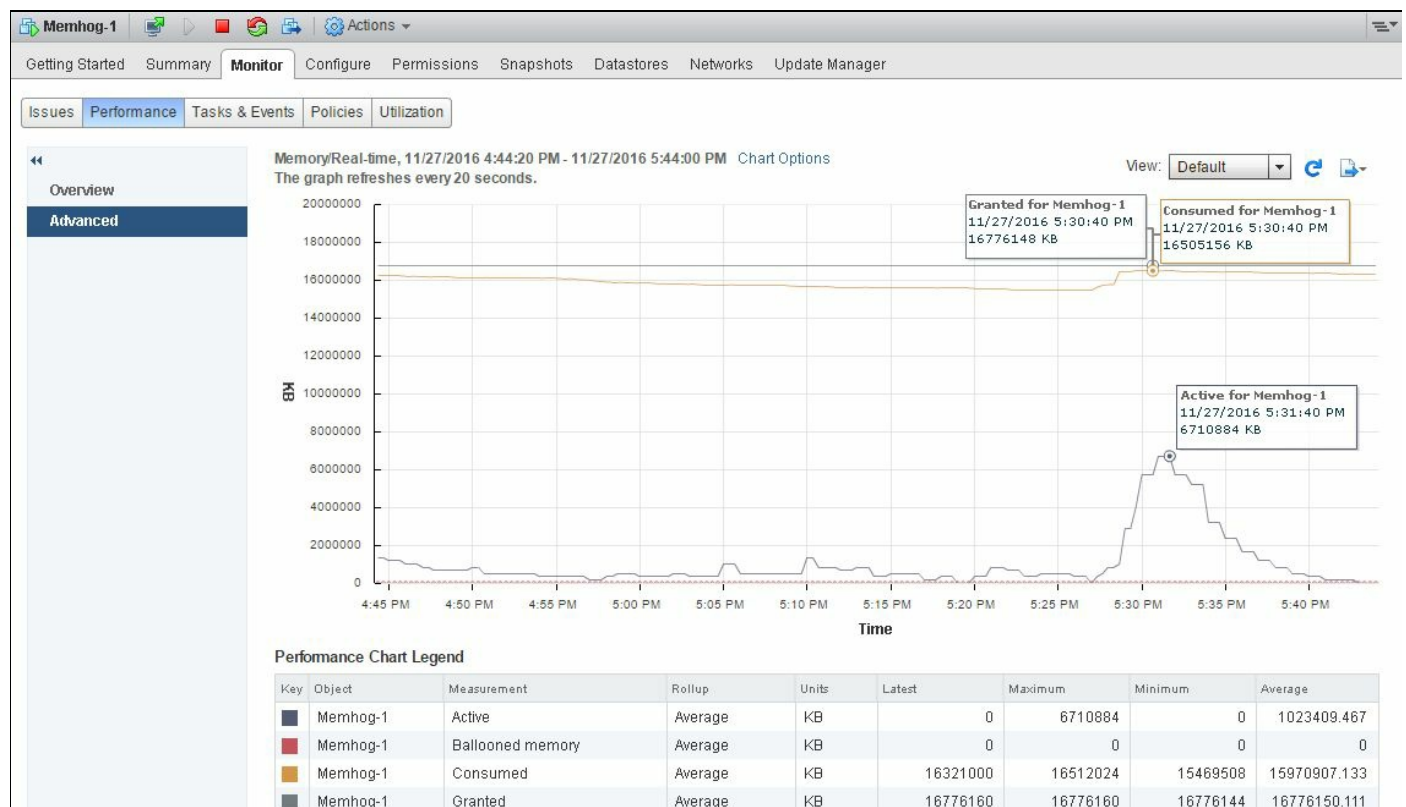 Memhog-1 Actions
Getting Started Summary Monitor Configure Permissions Snapshots Datastores Networks Update Manager
Issues Performance Tasks & Events Policies Utilization
Memory/Real-time, 11/27/2016 4:44:20 PM - 11/27/2016 5:44:00 PM Chart Options
The graph refreshes every 20 seconds.
View: Default
Overview
Advanced
20000000
18000000
16000000
14000000
12000000
10000000
8000000
6000000
4000000
2000000
0
KB
Granted for Memhog-1
11/27/2016 5:30:40 PM
16776148 KB
Consumed for Memhog-1
11/27/2016 5:30:40 PM
16505156 KB
Active for Memhog-1
11/27/2016 5:31:40 PM
6710884 KB
4:45 PM 4:50 PM 4:55 PM 5:00 PM 5:05 PM 5:10 PM 5:15 PM 5:20 PM 5:25 PM 5:30 PM 5:35 PM 5:40 PM
Time
Performance Chart Legend
Key Object Measurement Rollup Units Latest Maximum Minimum Average
Memhog-1 Active Average KB 0 6710884 0 1023409.467
Memhog-1 Ballooned memory Average KB 0 0 0 0
Memhog-1 Consumed Average KB 16321000 16512024 15469508 15970907.133
Memhog-1 Granted Average KB 16776160 16776160 16776144 16776150.111